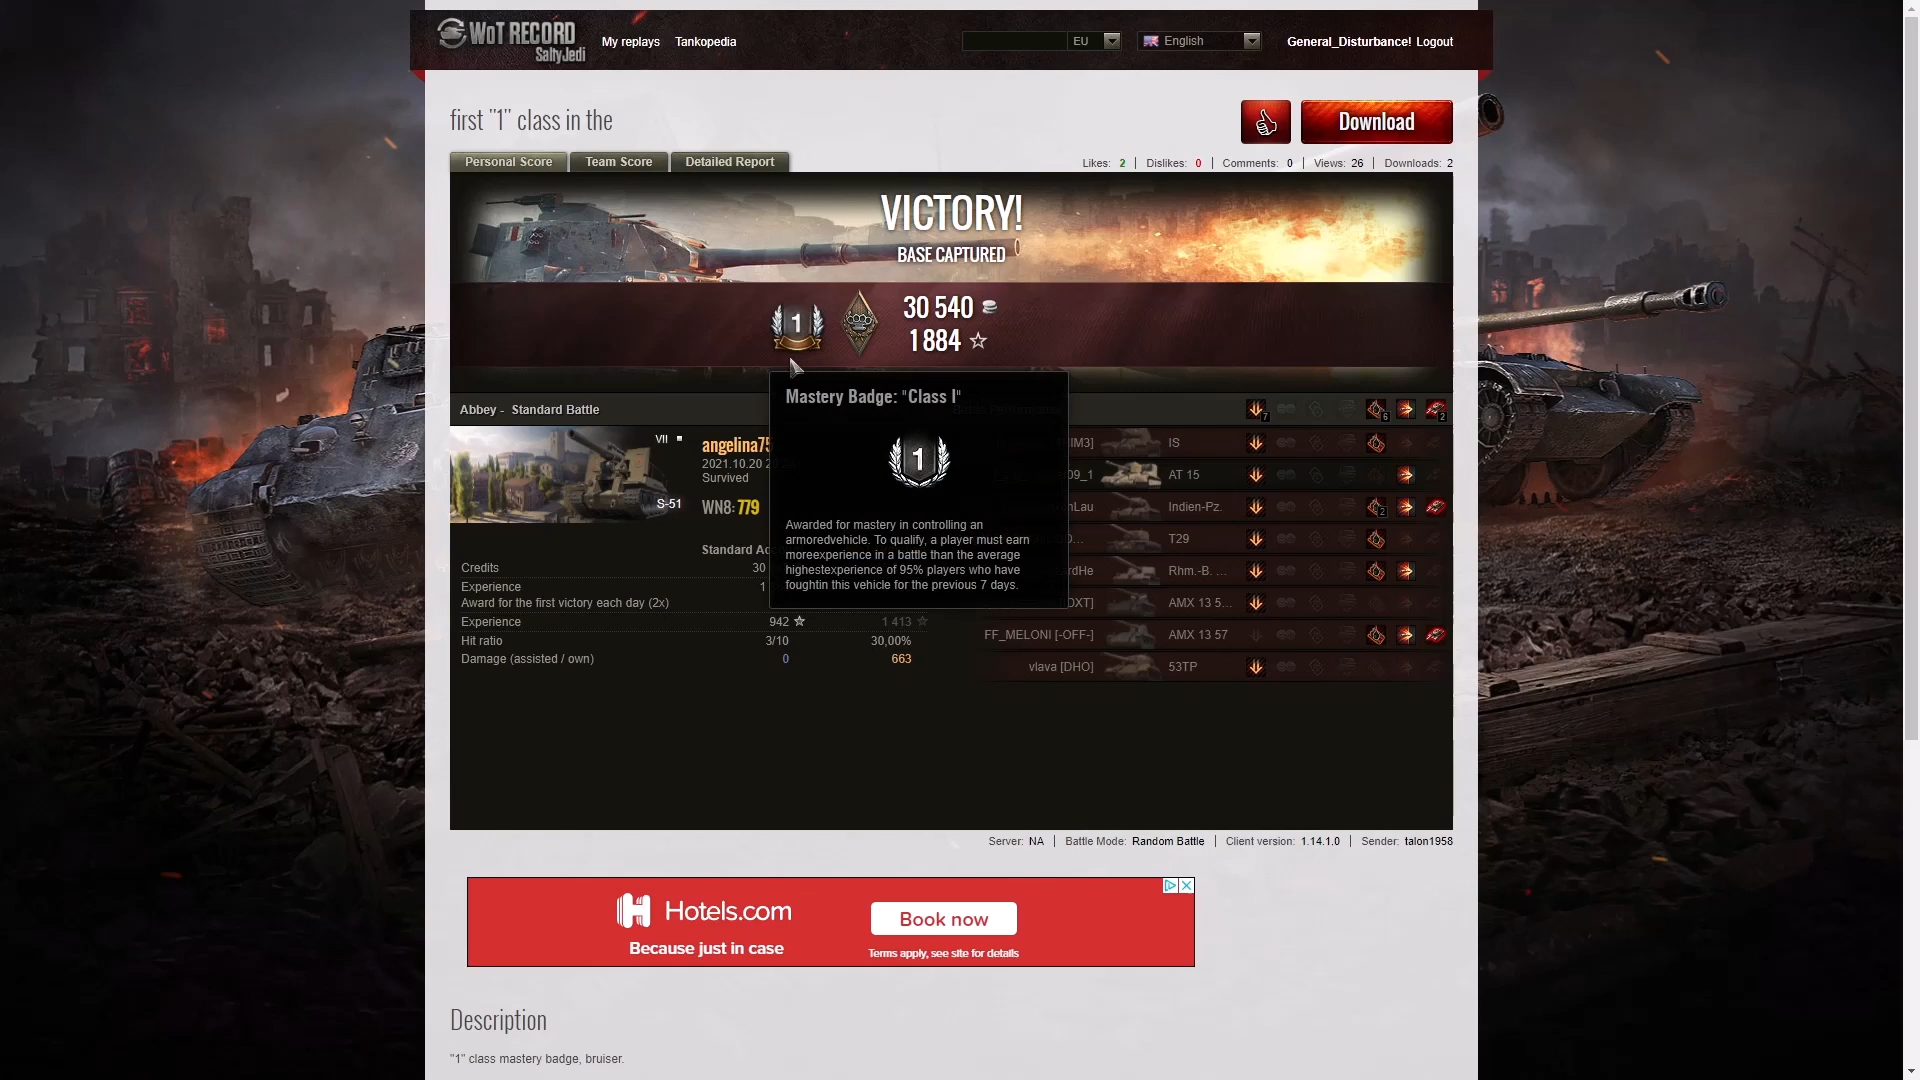 WoT RECORD
SaltyJedi
My replays Tankopedia
EU English
General_Disturbance! Logout
first "1" class in the
Download
Personal Score Team Score Detailed Report
Likes: 2 | Dislikes: 0 | Comments: 0 | Views: 26 | Downloads: 2
VICTORY!
BASE CAPTURED
1
30 540
1 884
Abbey - Standard Battle
7 6 2
VII
angelina75
2021.10.20
Survived
S-51
WN8: 779
Standard
Credits 30
Experience 1
Award for the first victory each day (2x)
Experience 942 1 413
Hit ratio 3/10 30,00%
Damage (assisted / own) 0 663
Mastery Badge: "Class I"
1
Awarded for mastery in controlling an
armoredvehicle. To qualify, a player must earn
moreexperience in a battle than the average
highestexperience of 95% players who have
foughtin this vehicle for the previous 7 days.
IS
AT 15
Indien-Pz. 2
T29
Rhm.-B. ...
AMX 13 5...
FF_MELONI [-OFF-] AMX 13 57
vlava [DHO] 53TP
Server: NA | Battle Mode: Random Battle | Client version: 1.14.1.0 | Sender: talon1958
Hotels.com
Because just in case
Book now
Terms apply, see site for details
Description
"1" class mastery badge, bruiser.